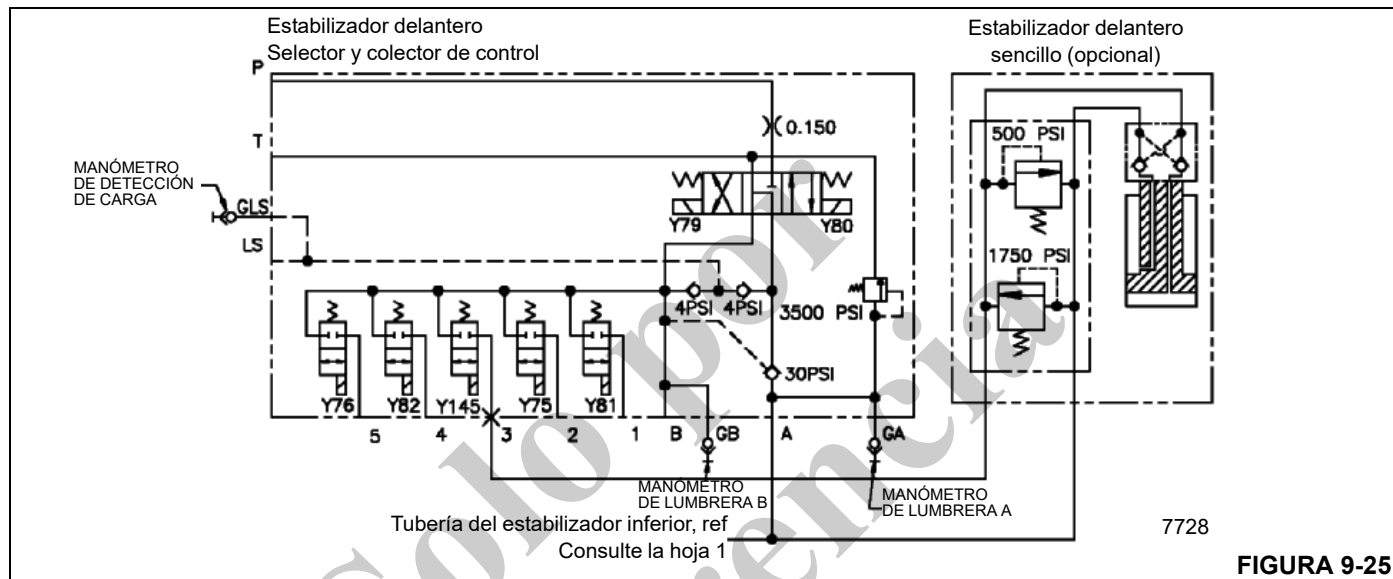 Estabilizador delantero
Selector y colector de control
Estabilizador delantero
sencillo (opcional)
P
500 PSI
0.150
T
MANÓMETRO
DE DETECCIÓN
DE CARGA
GLS
Y79
Y80
LS
1750 PSI
4PSI
4PSI
3500 PSI
30PSI
Y76
Y82
Y145
Y75
Y81
5
4
3
2
1
B
GB
A
GA
MANÓMETRO
DE LUMBRERA B
MANÓMETRO
DE LUMBRERA A
Tubería del estabilizador inferior, ref
Consulte la hoja 1
7728
FIGURA 9-25
Solo por
referencia